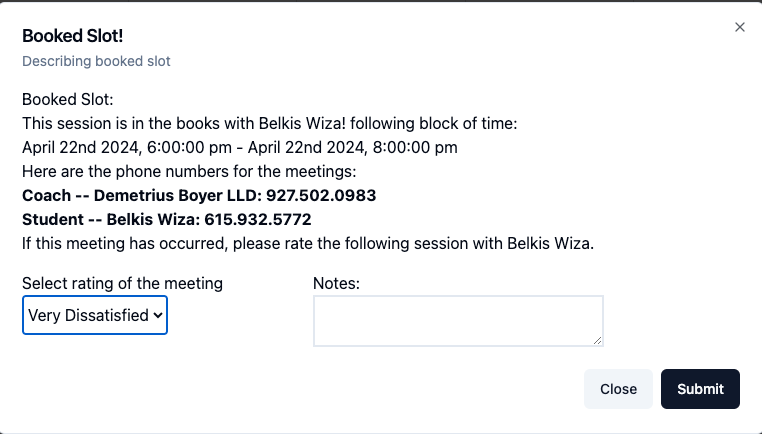 Booked Slot!
Describing booked slot
Booked Slot:
This session is in the books with Belkis Wiza! following block of time:
April 22nd 2024, 6:00:00 pm - April 22nd 2024, 8:00:00 pm
Here are the phone numbers for the meetings:
Coach -- Demetrius Boyer LLD: 927.502.0983
Student -- Belkis Wiza: 615.932.5772
If this meeting has occurred, please rate the following session with Belkis Wiza.
Select rating of the meeting
Notes:
Very Dissatisfied
Close
Submit